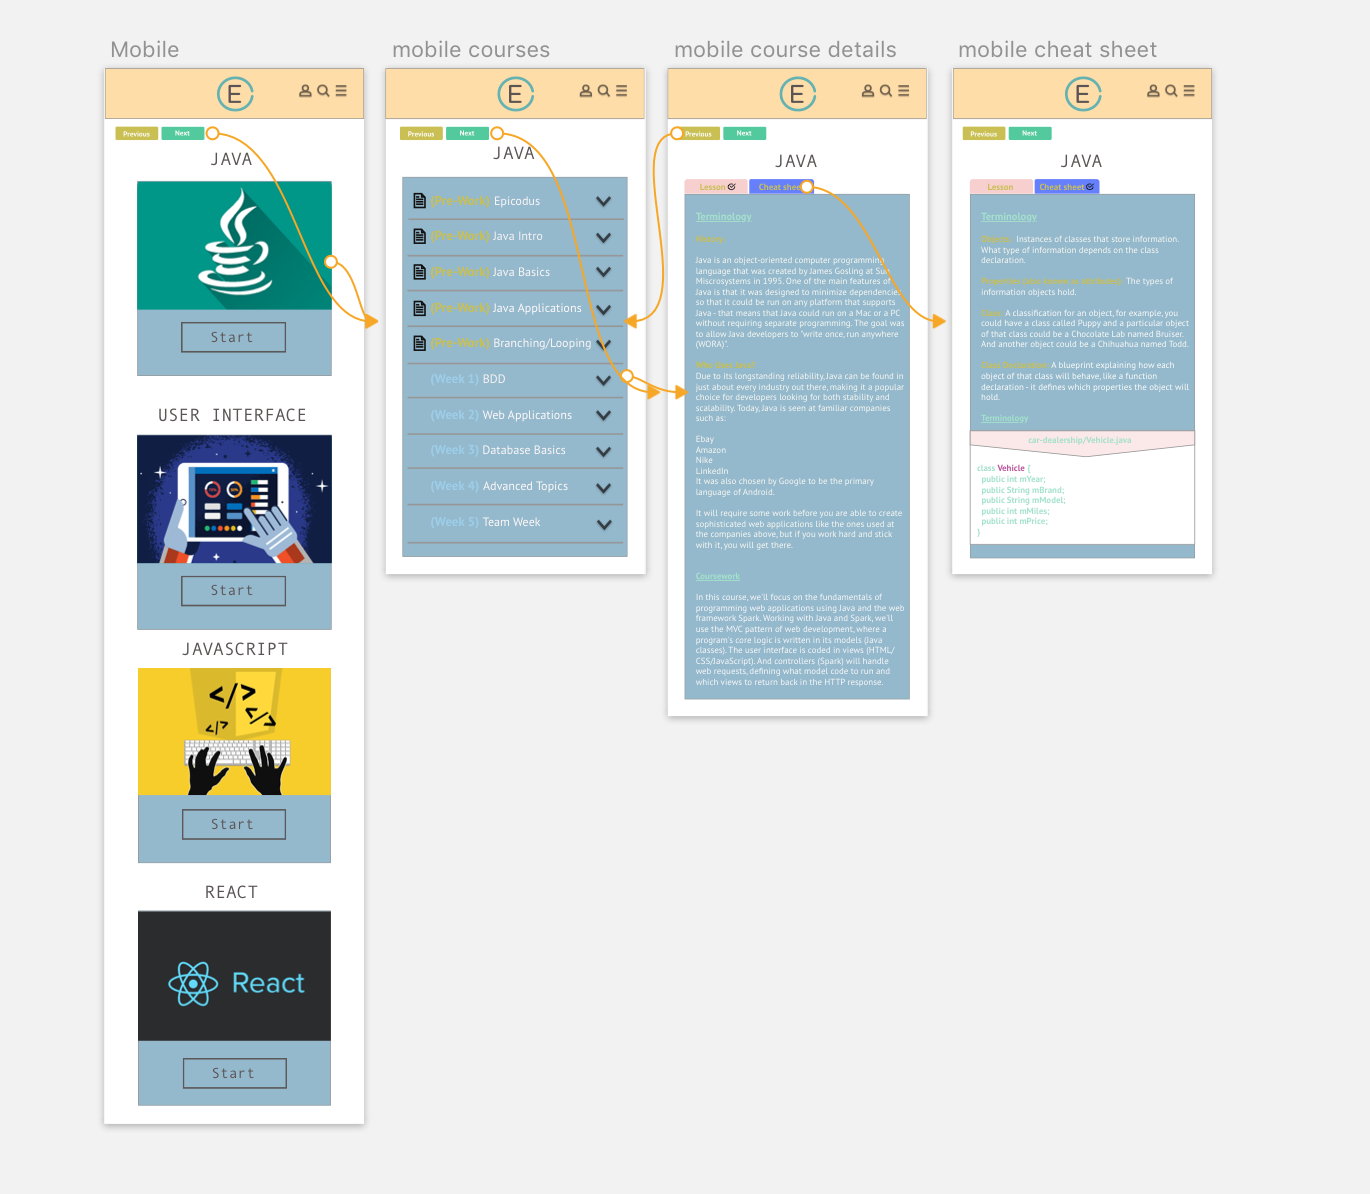 Mobile
E
Previous
Next
JAVA
Start
USER INTERFACE
Start
JAVASCRIPT
</>
</>
</>
Start
REACT
React
Start
mobile courses
E
Previous
Next
JAVA
(Pre-Work) Epicodus
(Pre-Work) Java Intro
(Pre-Work) Java Basics
(Pre-Work) Java Applications
(Pre-Work) Branching/Looping
(Week 1) BDD
(Week 2) Web Applications
(Week 3) Database Basics
(Week 4) Advanced Topics
(Week 5) Team Week
mobile course details
E
Previous
Next
JAVA
Lesson
Cheat sheet
Terminology
Java is an object-oriented computer programming
language that was created by James Gosling at Sun
Miscrosystems in 1995. One of the main features of
Java is that it was designed to minimize dependencies
so that it could be run on any platform that supports
Java - that means that Java could run on a Mac or a PC
without requiring separate programming. The goal was
to allow Java developers to "write once, run anywhere
(WORA)".
Due to its longstanding reliability, Java can be found in
just about every industry out there, making it a popular
choice for developers looking for both stability and
scalability. Today, Java is seen at familiar companies
such as:
Ebay
Amazon
Nike
LinkedIn
It was also chosen by Google to be the primary
language of Android.
It will require some work before you are able to create
sophisticated web applications like the ones used at
the companies above, but if you work hard and stick
with it, you will get there.
Coursework
In this course, we'll focus on the fundamentals of
programming web applications using Java and the web
framework Spark. Working with Java and Spark, we'll
use the MVC pattern of web development, where a
program's core logic is written in its models (Java
classes). The user interface is coded in views (HTML/
CSS/JavaScript). And controllers (Spark) will handle
web requests, defining what model code to run and
which views to return back in the HTTP response.
mobile cheat sheet
E
Previous
Next
JAVA
Lesson
Cheat sheet
Terminology
Instances of classes that store information.
What type of information depends on the class
declaration.
The types of
information objects hold.
A classification for an object, for example, you
could have a class called Puppy and a particular object
of that class could be a Chocolate Lab named Bruiser.
And another object could be a Chihuahua named Todd.
A blueprint explaining how each
object of that class will behave, like a function
declaration - it defines which properties the object will
hold.
Terminology
car-dealership/Vehicle.java
class Vehicle {
public int mYear;
public String mBrand;
public String mModel;
public int mMiles;
public int mPrice;
}